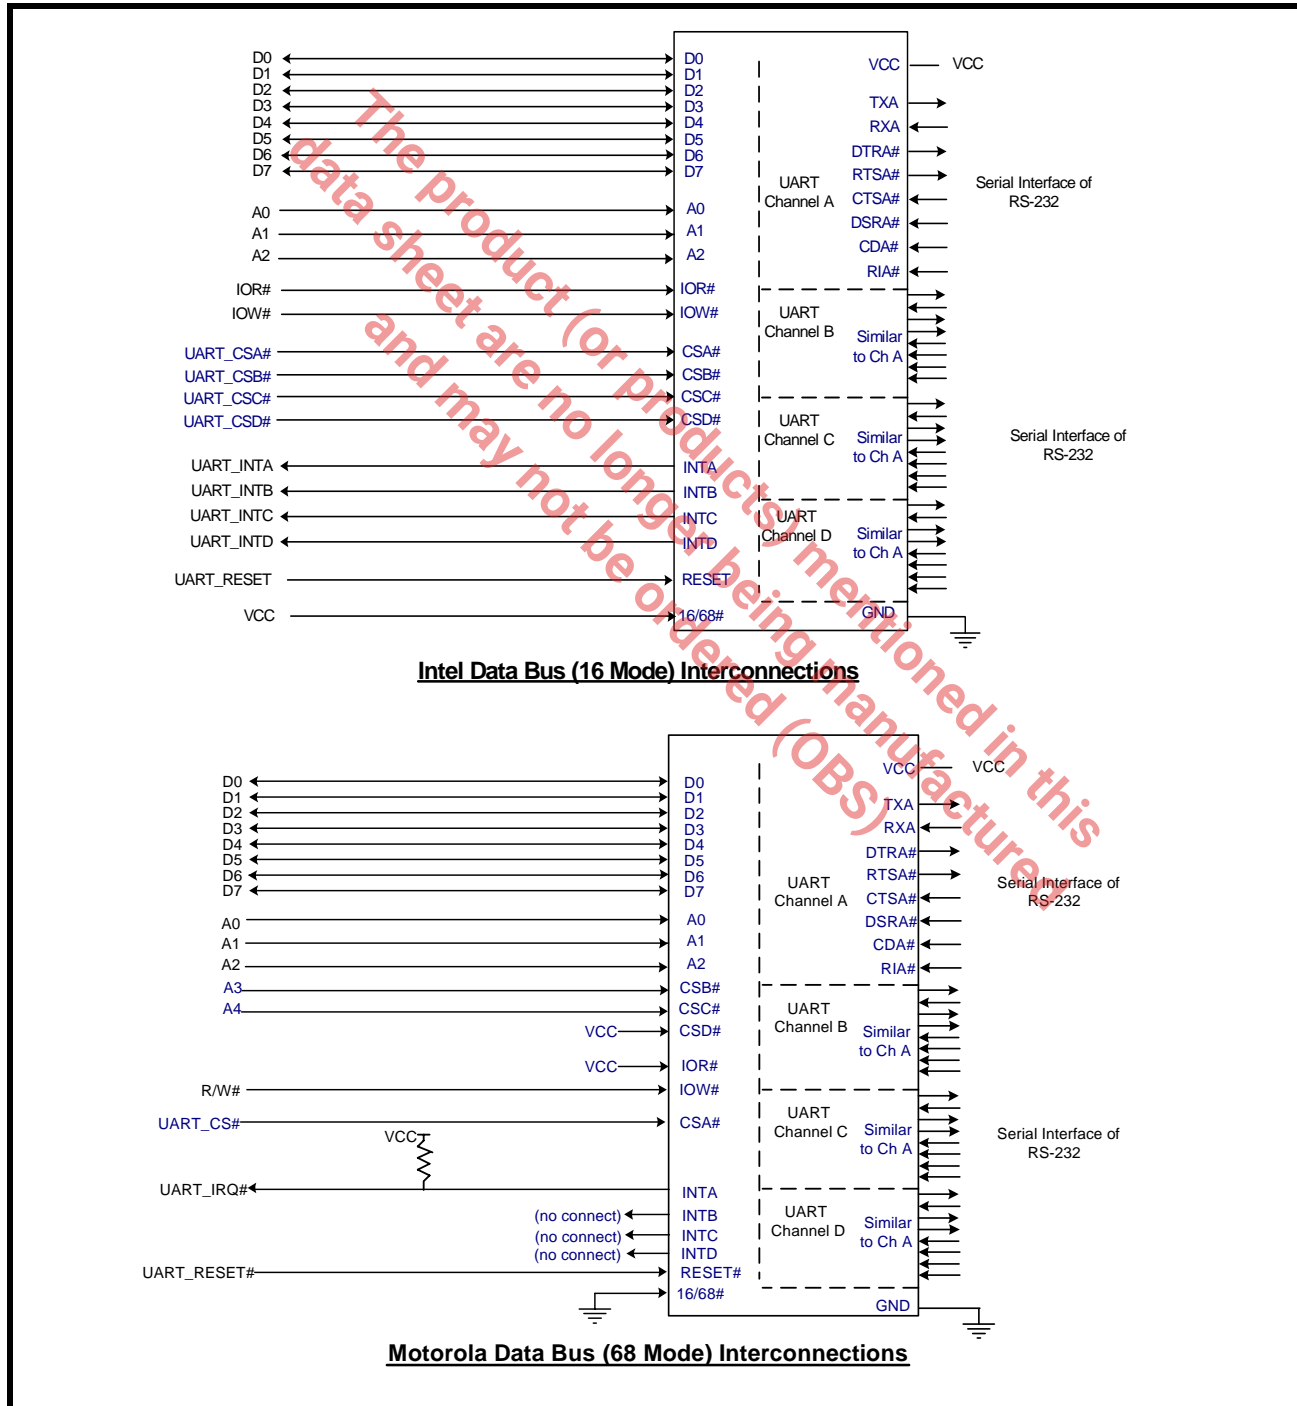 D0 D0 VCC VCC
D1 D1
D2 D2
D3 D3 TXA
D4 D4 RXA
D5 D5 DTRA#
D6 D6 RTSA#
D7 D7 CTSA#
UART
Channel A
Serial Interface of
RS-232
A0 A0 DSRA#
A1 A1 CDA#
A2 A2 RIA#
IOR# IOR#
IOW# IOW#
UART
Channel B
Similar
to Ch A
UART_CSA# CSA#
UART_CSB# CSB#
UART_CSC# CSC#
UART_CSD# CSD#
UART
Channel C
Similar
to Ch A
Serial Interface of
RS-232
UART_INTA INTA
UART_INTB INTB
UART_INTC INTC
UART_INTD INTD
UART
Channel D
Similar
to Ch A
UART_RESET RESET
VCC 16/68# GND
Intel Data Bus (16 Mode) Interconnections
The product (or products) mentioned in this
data sheet are no longer being manufactured
and may not be ordered (OBS)
D0 D0 VCC VCC
D1 D1
D2 D2 TXA
D3 D3 RXA
D4 D4 DTRA#
D5 D5 RTSA#
D6 D6 CTSA#
D7 D7 DSRA#
UART
Channel A
Serial Interface of
RS-232
A0 A0 CDA#
A1 A1 RIA#
A2 A2
A3 CSB#
A4 CSC#
VCC CSD#
UART
Channel B
Similar
to Ch A
VCC IOR#
R/W# IOW#
UART_CS# CSA#
UART
Channel C
Similar
to Ch A
Serial Interface of
RS-232
VCC
UART_IRQ# INTA
(no connect) INTB
(no connect) INTC
(no connect) INTD
UART
Channel D
Similar
to Ch A
UART_RESET# RESET#
16/68# GND
Motorola Data Bus (68 Mode) Interconnections